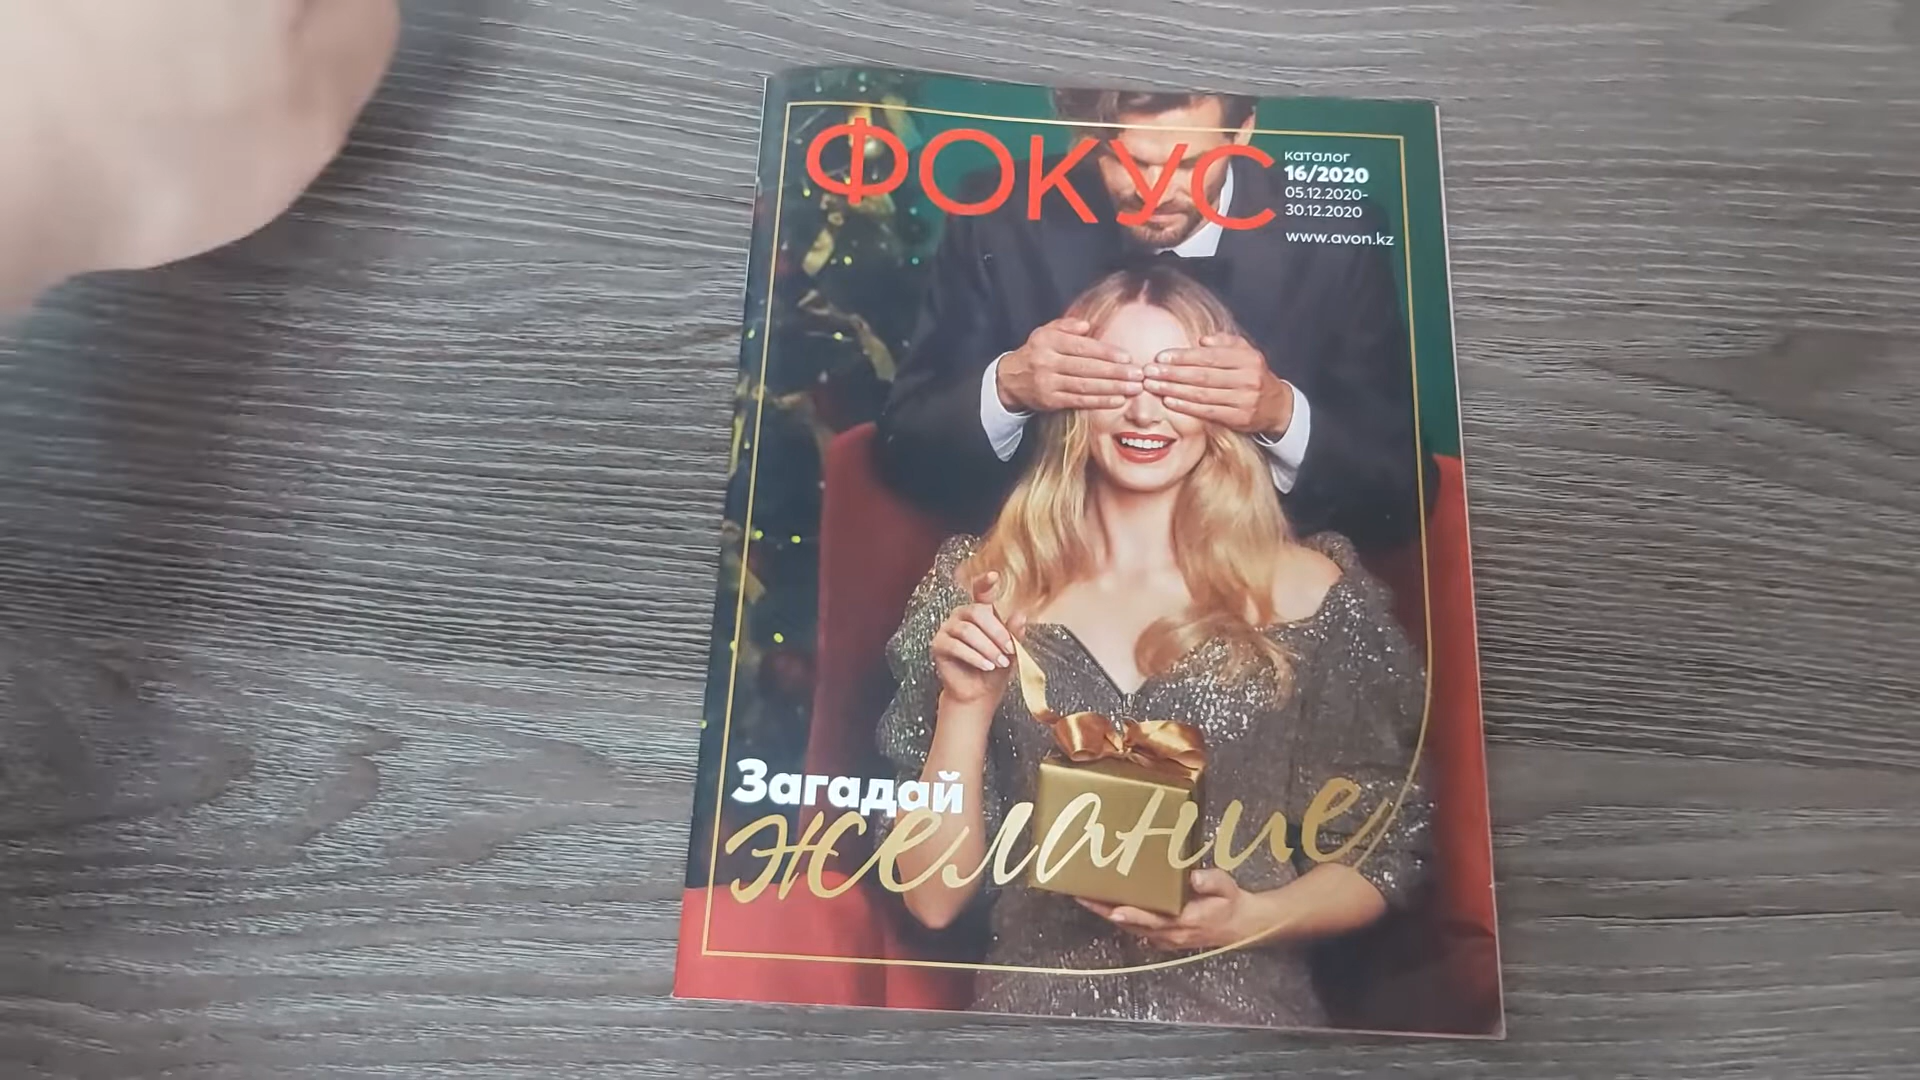 ФОКУС
каталог
16/2020
05.12.2020-
30.12.2020
www.avon.kz
Загадай
желание